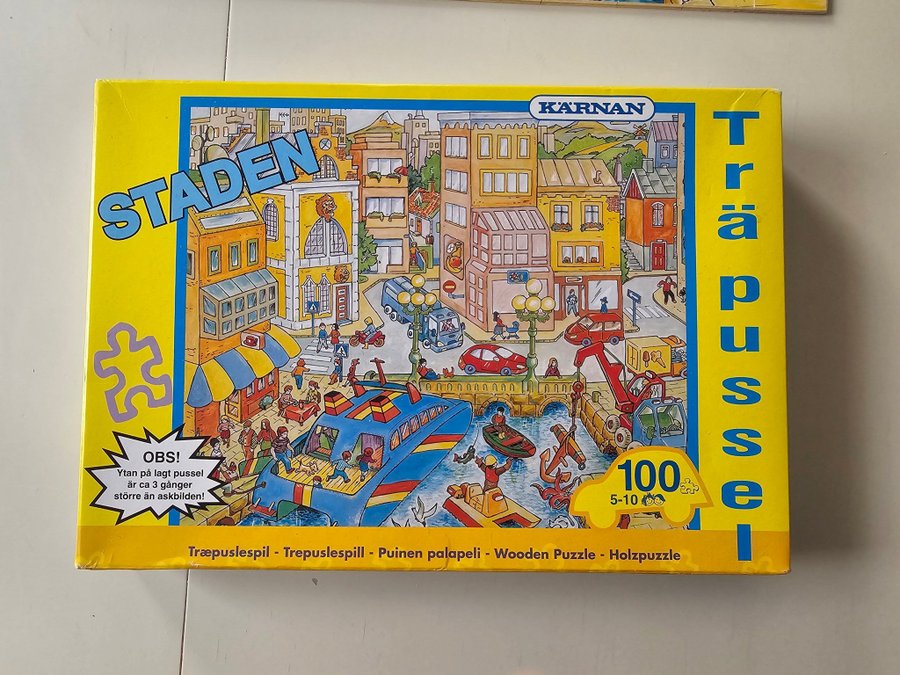 KÄRNAN
STADEN
Trä pussel
OBS!
Ytan på lagt pussel
är ca 3 gånger
större än askbilden!
100
5-10
Træpuslespil - Trepuslespill - Puinen palapeli - Wooden Puzzle - Holzpuzzle